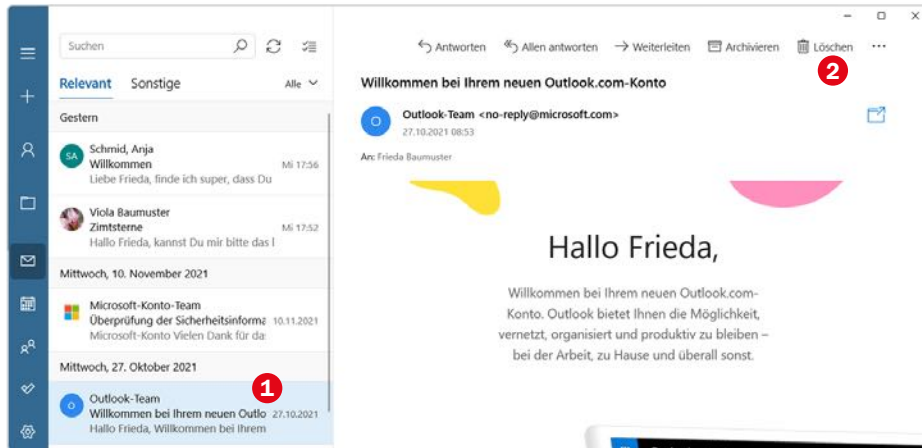 Suchen
Relevant Sonstige Alle
Gestern
SA Schmid, Anja
Willkommen Mi 17:56
Liebe Frieda, finde ich super, dass Du
Viola Baumuster
Zimtsterne Mi 17:52
Hallo Frieda, kannst Du mir bitte das
Mittwoch, 10. November 2021
Microsoft-Konto-Team
Überprüfung der 10.11.2021
Microsoft-Konto Vielen Dank für
Mittwoch, 27. Oktober 2021
1
O Outlook-Team
Willkommen bei Ihrem neuen Outlo 27.10.2021
Hallo Frieda, Willkommen bei Ihrem
Antworten Allen antworten Weiterleiten Archivieren Löschen ...
2
Willkommen bei Ihrem neuen Outlook.com-Konto
O Outlook-Team <no-reply@microsoft.com>
27.10.2021 08:53
An: Frieda Baumuster
Hallo Frieda,
Willkommen bei Ihrem neuen Outlook.com-
Konto. Outlook bietet Ihnen die Möglichkeit,
vernetzt, organisiert und produktiv zu bleiben –
bei der Arbeit, zu Hause und überall sonst.